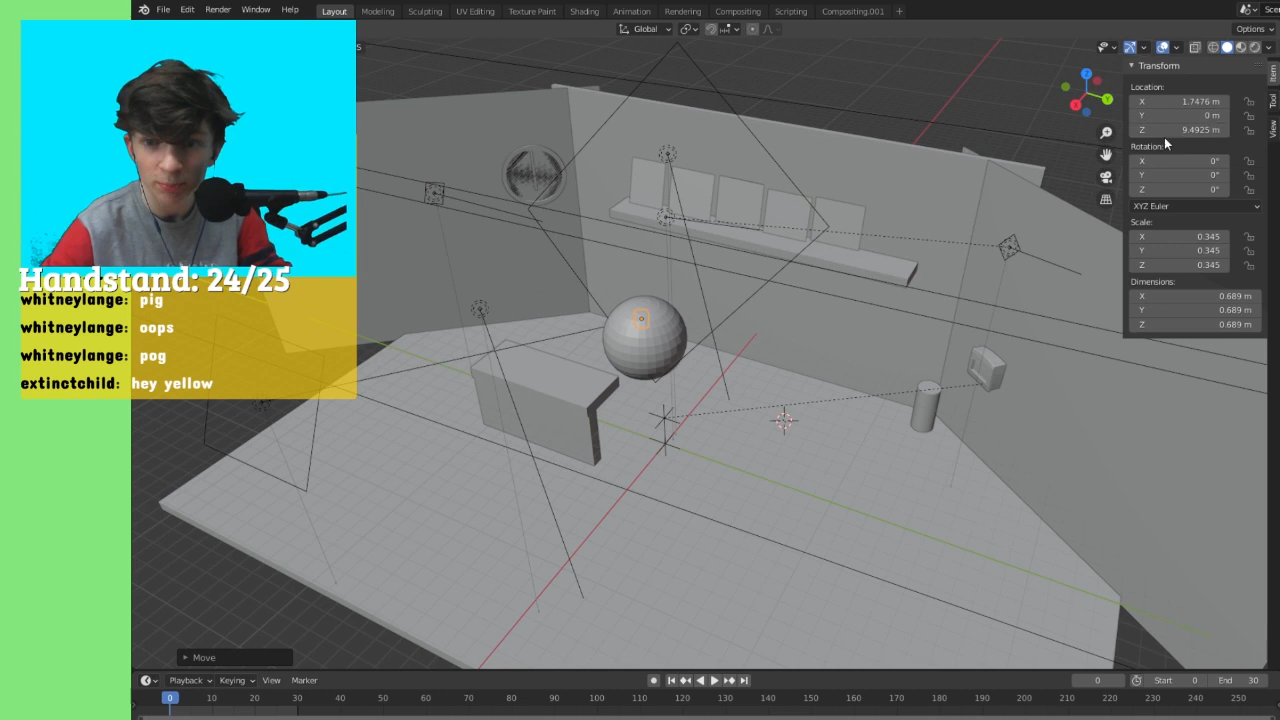 File Edit Render Window Help Layout Modeling Sculpting UV Editing Texture Paint Shading Animation Rendering Compositing Scripting Compositing.001 +
Global
Options
Transform
Location:
X 1.7476 m
Y 0 m
Z 9.4925 m
Rotation:
X 0°
Y 0°
Z 0°
XYZ Euler
Scale:
X 0.345
Y 0.345
Z 0.345
Dimensions:
X 0.689 m
Y 0.689 m
Z 0.689 m
Item
Tool
View
Handstand: 24/25
whitneylange: pig
whitneylange: oops
whitneylange: pog
extinctchild: hey yellow
Move
Playback Keying View Marker 0 Start 0 End 30
0 10 20 30 40 50 60 70 80 90 100 110 120 130 140 150 160 170 180 190 200 210 220 230 240 250